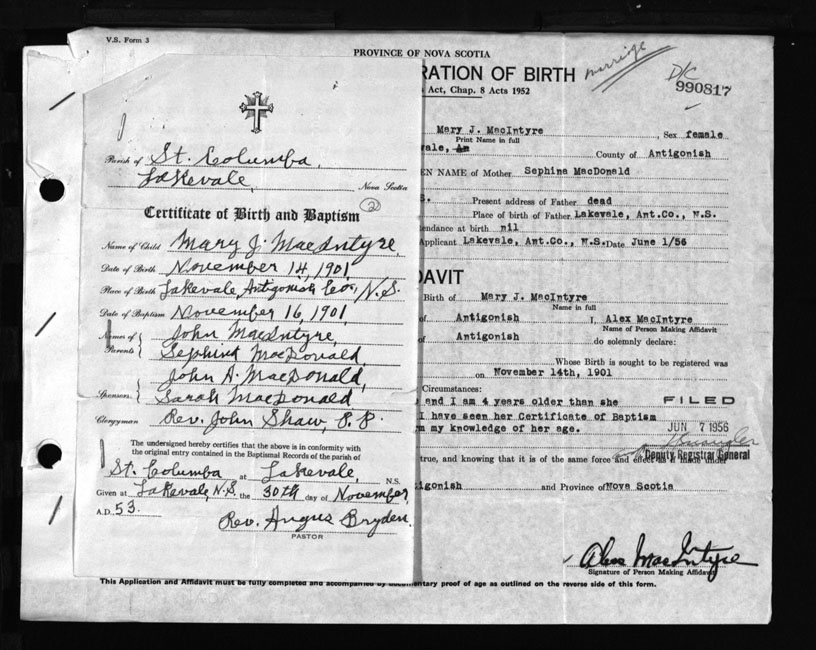 V.S. Form 3
PROVINCE OF NOVA SCOTIA
RATION OF BIRTH
marriage
D/C
990817
Act, Chap. 8 Acts 1952
Parish of St. Columba,
Lakevale, Nova Scotia
Certificate of Birth and Baptism
2
Name of Child Mary J. MacIntyre,
Date of Birth November 14, 1901
Place of Birth Lakevale, Antigonish Co., N.S.
Date of Baptism November 16, 1901
Names of Parents John MacIntyre,
Sephina MacDonald
Sponsors John A. MacDonald,
Sarah MacDonald
Clergyman Rev. John Shaw, P.P.
The undersigned hereby certifies that the above is in conformity with the
original entry contained in the Baptismal Records of the parish of
St. Columba at Lakevale, N.S.
Given at Lakevale, N.S. the 30th day of November,
A.D. 53.
Rev. Angus Bryden.
PASTOR
Mary J. MacIntyre, Sex female
Print Name in full
vale, An County of Antigonish
EN NAME of Mother Sephina MacDonald
S. Present address of Father dead
Place of birth of Father Lakevale, Ant.Co., N.S.
tendance at birth nil
Applicant Lakevale, Ant.Co., N.S. Date June 1/56
DAVIT
Birth of Mary J. MacIntyre
Name in full
of Antigonish I, Alex MacIntyre
Name of Person Making Affidavit
of Antigonish do solemnly declare:
Whose Birth is sought to be registered was
on November 14th, 1901
Circumstances:
and I am 4 years older than she
I have seen her Certificate of Baptism
m my knowledge of her age.
FILED
JUN 7 1956
Deputy Registrar General
true, and knowing that it is of the same force and effect as if made under
tigonish and Province of Nova Scotia
Alex MacIntyre
Signature of Person Making Affidavit
This Application and Affidavit must be fully completed and accompanied by documentary proof of age as outlined on the reverse side of this form.